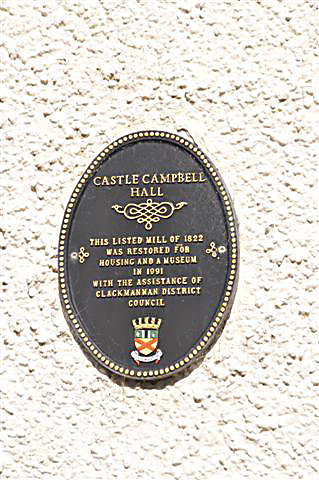 CASTLE CAMPBELL
HALL
THIS LISTED MILL OF 1822
WAS RESTORED FOR
HOUSING AND A MUSEUM
IN 1991
WITH THE ASSISTANCE OF
CLACKMANNAN DISTRICT
COUNCIL